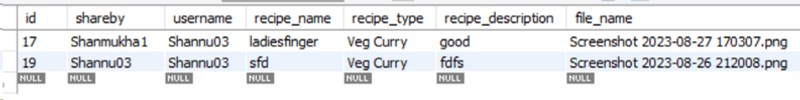 id shareby username recipe_name recipe_type recipe_description file_name
17 Shanmukha1 Shannu03 ladiesfinger Veg Curry good Screenshot 2023-08-27 170307.png
19 Shannu03 Shannu03 sfd Veg Curry fdfs Screenshot 2023-08-26 212008.png
NULL NULL NULL NULL NULL NULL NULL